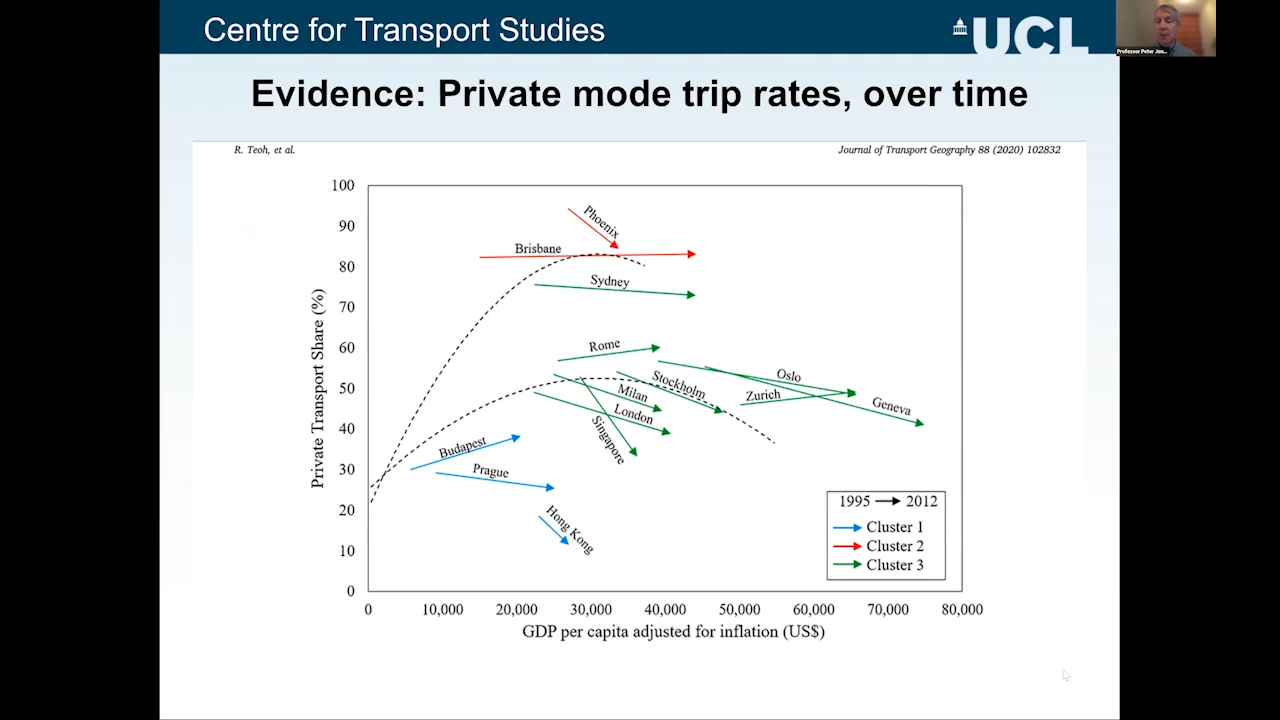 Centre for Transport Studies
UCL
Professor Peter Jon...
Evidence: Private mode trip rates, over time
R. Teoh, et al.
Journal of Transport Geography 88 (2020) 102832
Private Transport Share (%)
100
90
80
70
60
50
40
30
20
10
0
Phoenix
Brisbane
Sydney
Rome
Oslo
Stockholm
Milan
Zurich
Geneva
London
Singapore
Budapest
Prague
Hong Kong
1995 → 2012
Cluster 1
Cluster 2
Cluster 3
0 10,000 20,000 30,000 40,000 50,000 60,000 70,000 80,000
GDP per capita adjusted for inflation (US$)